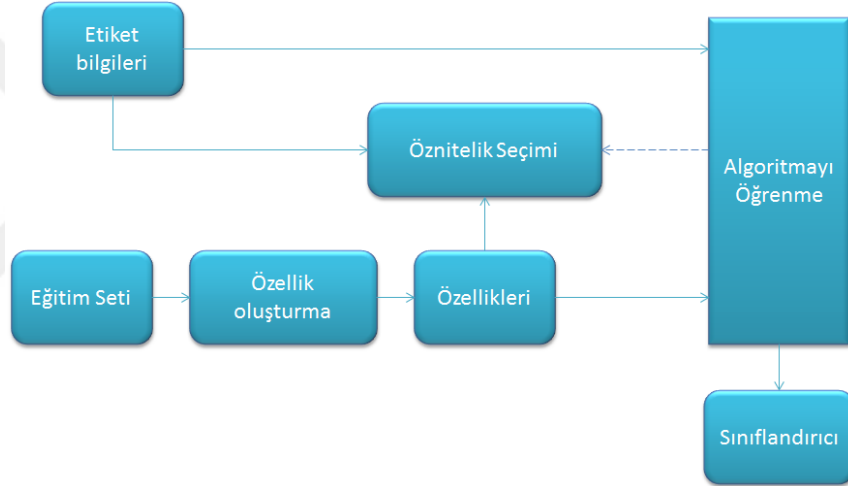 Etiket
bilgileri
Öznitelik Seçimi
Algoritmayı
Öğrenme
Eğitim Seti
Özellik
oluşturma
Özellikleri
Sınıflandırıcı